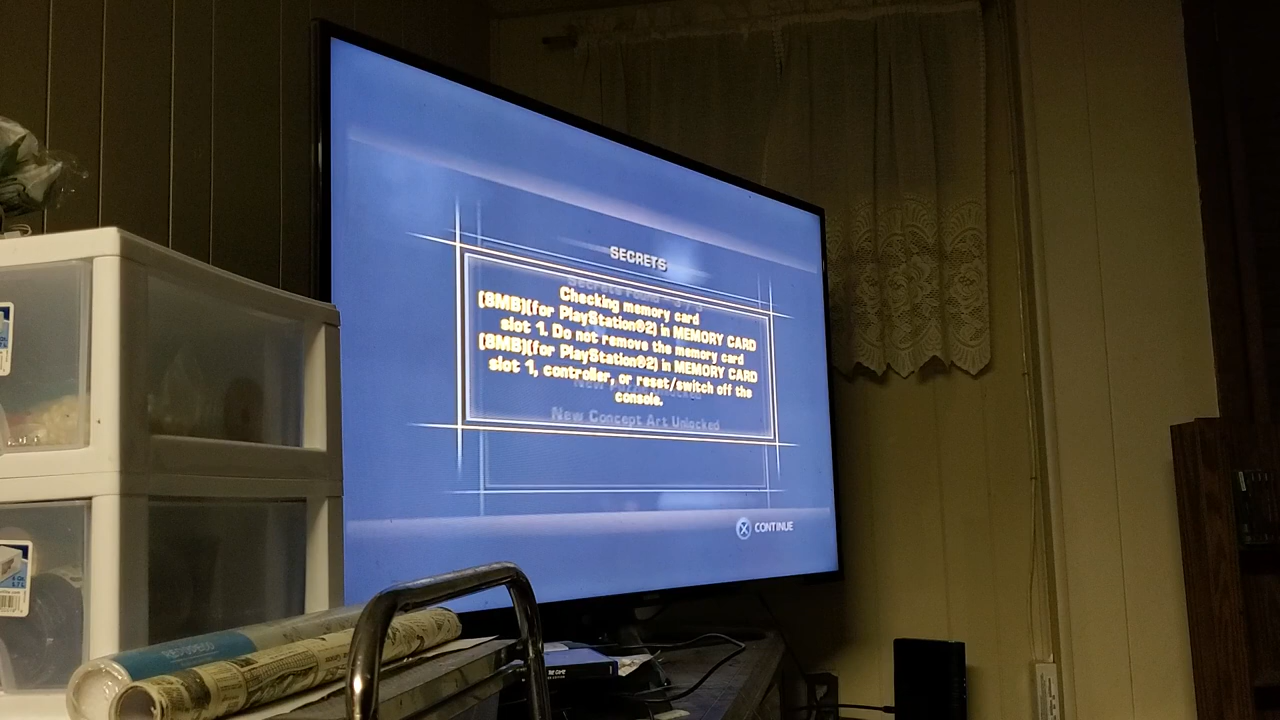 SECRETS
Secrets Found
Checking memory card
(8MB)(for PlayStation®2) in MEMORY CARD
slot 1. Do not remove the memory card
(8MB)(for PlayStation®2) in MEMORY CARD
slot 1, controller, or reset/switch off the
console.
New Concept Art Unlocked
CONTINUE